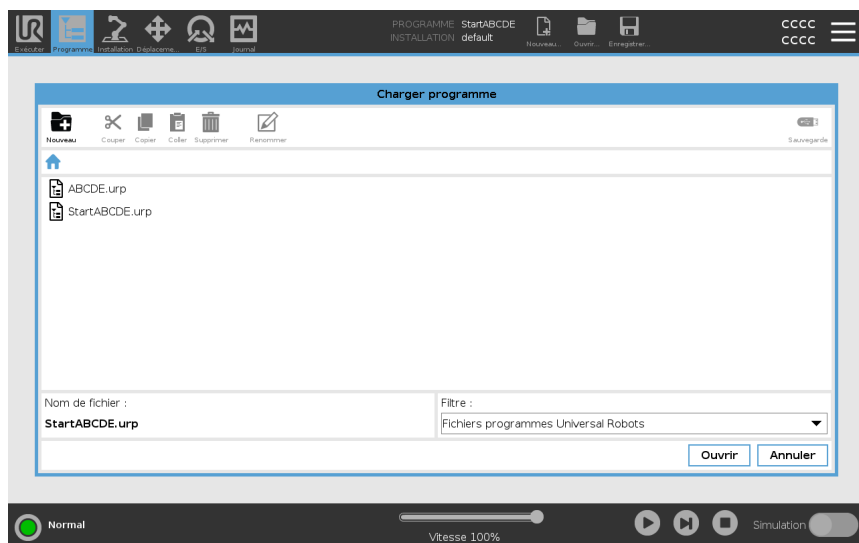 UR
PROGRAMME StartABCDE
INSTALLATION default
CCCC
CCCC
Exécuter Programme Installation Déplaceme... E/S Journal
Nouveau... Ouvrir... Enregistrer...
Charger programme
Nouveau Couper Copier Coller Supprimer Renommer Sauvegarde
ABCDE.urp
StartABCDE.urp
Nom de fichier :
StartABCDE.urp
Filtre :
Fichiers programmes Universal Robots
Ouvrir Annuler
Normal
Vitesse 100%
Simulation